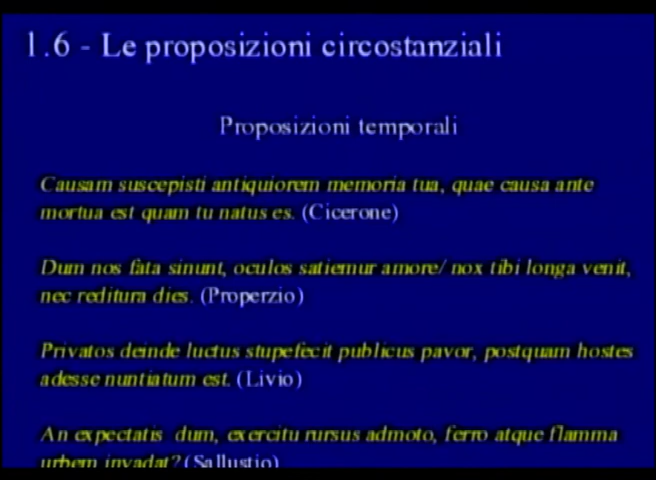 1.6 - Le proposizioni circostanziali
Proposizioni temporali
Causam suscepisti antiquiorem memoria tua, quae causa ante
mortua est quam tu natus es. (Cicerone)
Dum nos fata sinunt, oculos satiemur amore/ nox tibi longa venit,
nec reditura dies. (Properzio)
Privatos deinde luctus stupefecit publicus pavor, postquam hostes
adesse nuntiatum est. (Livio)
An expectatis dum, exercitu rursus admoto, ferro atque flamma
urbem invadat? (Sallustio)